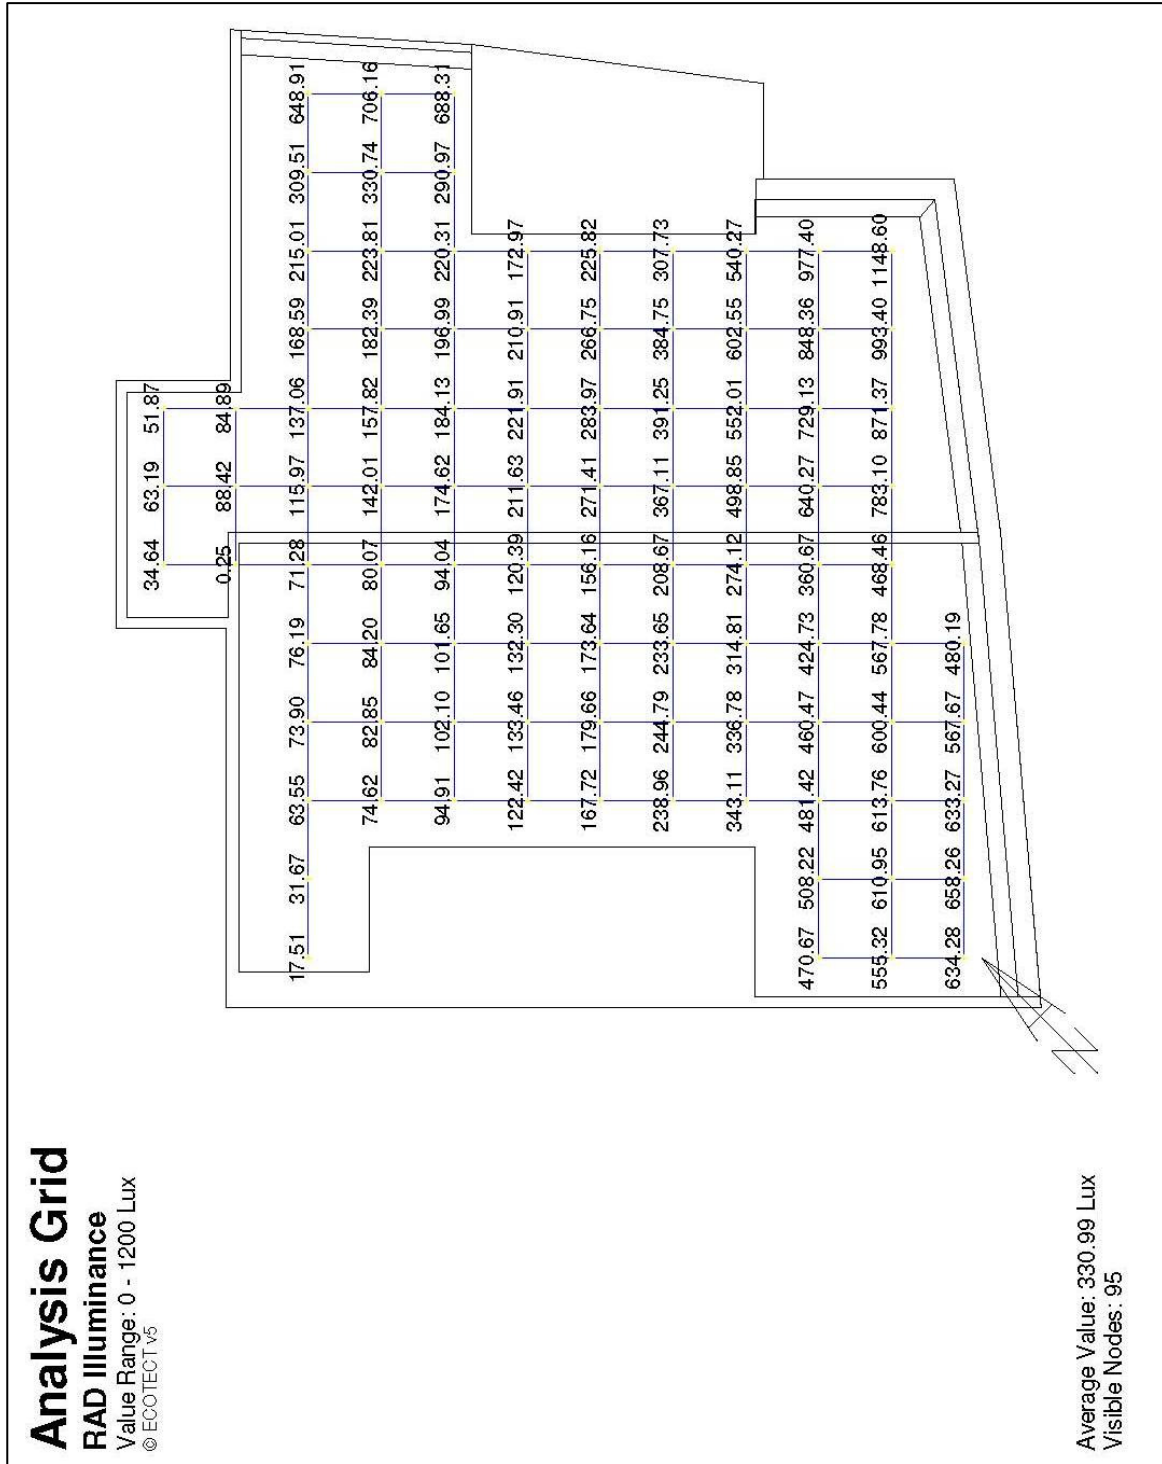 Analysis Grid
RAD Illuminance
Value Range: 0 - 1200 Lux
© ECOTECT v5
34.64 63.19 51.87
0.25 88.42 84.89
17.51 31.67 63.55 73.90 76.19 71.28 115.97 137.06 168.59 215.01 309.51 648.91
74.62 82.85 84.20 80.07 142.01 157.82 182.39 223.81 330.74 706.16
94.91 102.10 101.65 94.04 174.62 184.13 196.99 220.31 290.97 688.31
122.42 133.46 132.30 120.39 211.63 221.91 210.91 172.97
167.72 179.66 173.64 156.16 271.41 283.97 266.75 225.82
238.96 244.79 233.65 208.67 367.11 391.25 384.75 307.73
343.11 336.78 314.81 274.12 498.85 552.01 602.55 540.27
470.67 508.22 481.42 460.47 424.73 360.67 640.27 729.13 848.36 977.40
555.32 610.95 613.76 600.44 567.78 468.46 783.10 871.37 993.40 1148.60
634.28 658.26 633.27 567.67 480.19
N
Average Value: 330.99 Lux
Visible Nodes: 95